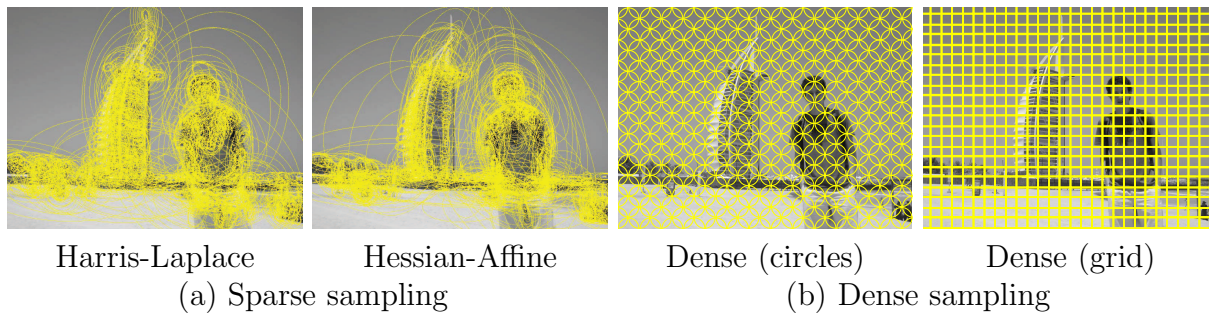 Harris-Laplace Hessian-Affine Dense (circles) Dense (grid)
(a) Sparse sampling (b) Dense sampling